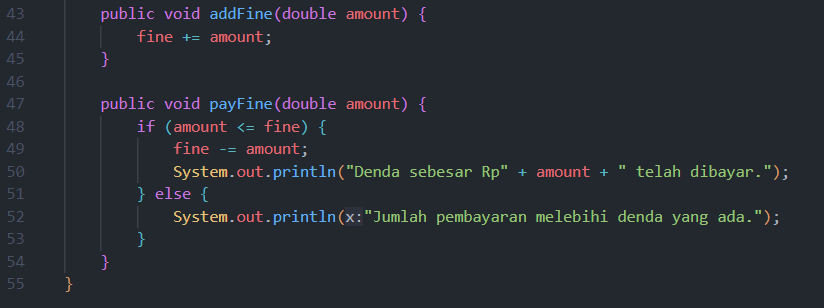 43 public void addFine(double amount) {
44 fine += amount;
45 }
46
47 public void payFine(double amount) {
48 if (amount <= fine) {
49 fine -= amount;
50 System.out.println("Denda sebesar Rp" + amount + " telah dibayar.");
51 } else {
52 System.out.println(x:"Jumlah pembayaran melebihi denda yang ada.");
53 }
54 }
55 }